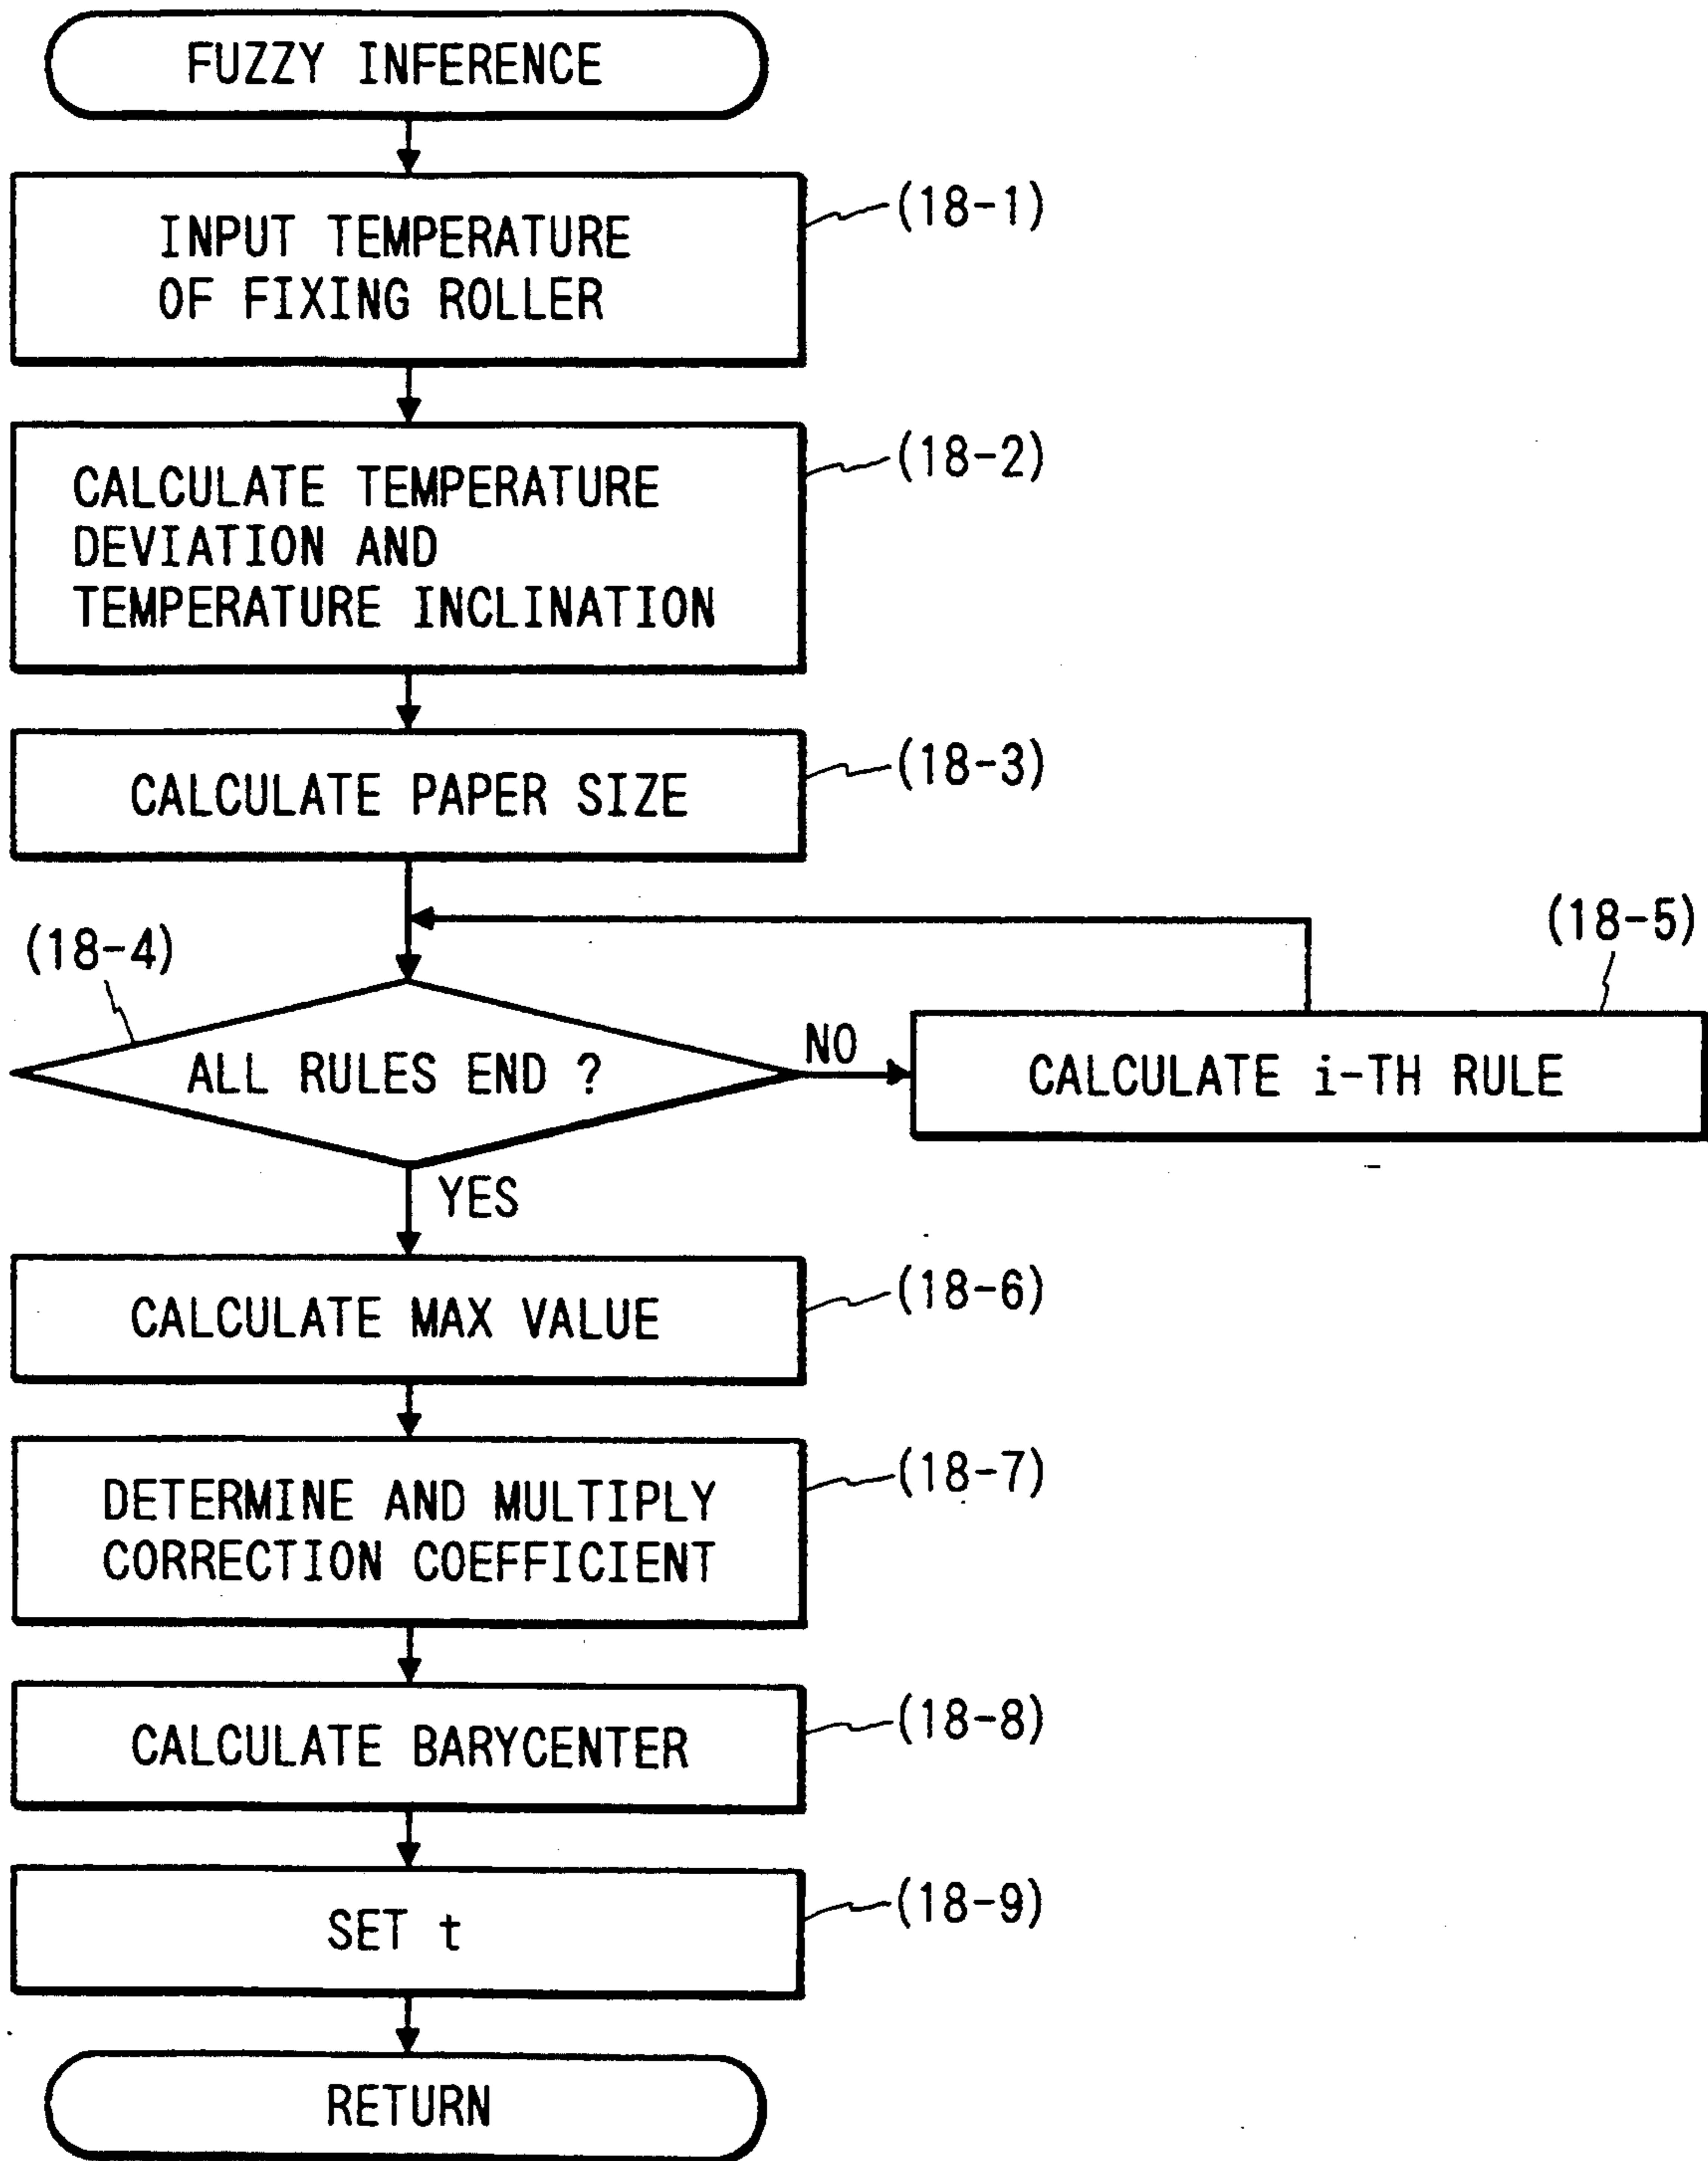 FUZZY INFERENCE
INPUT TEMPERATURE
OF FIXING ROLLER
(18-1)
CALCULATE TEMPERATURE
DEVIATION AND
TEMPERATURE INCLINATION
(18-2)
CALCULATE PAPER SIZE
(18-3)
(18-4)
ALL RULES END ?
NO
(18-5)
CALCULATE i-TH RULE
YES
CALCULATE MAX VALUE
(18-6)
DETERMINE AND MULTIPLY
CORRECTION COEFFICIENT
(18-7)
CALCULATE BARYCENTER
(18-8)
SET t
(18-9)
RETURN